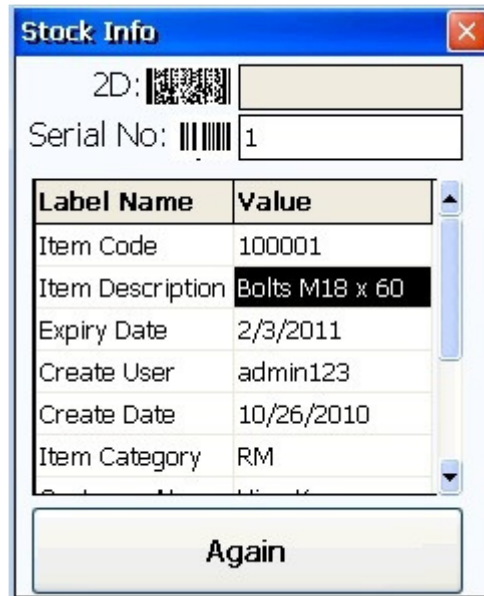 Stock Info
2D:
Serial No: 1
Label Name Value
Item Code 100001
Item Description Bolts M18 x 60
Expiry Date 2/3/2011
Create User admin123
Create Date 10/26/2010
Item Category RM
Again